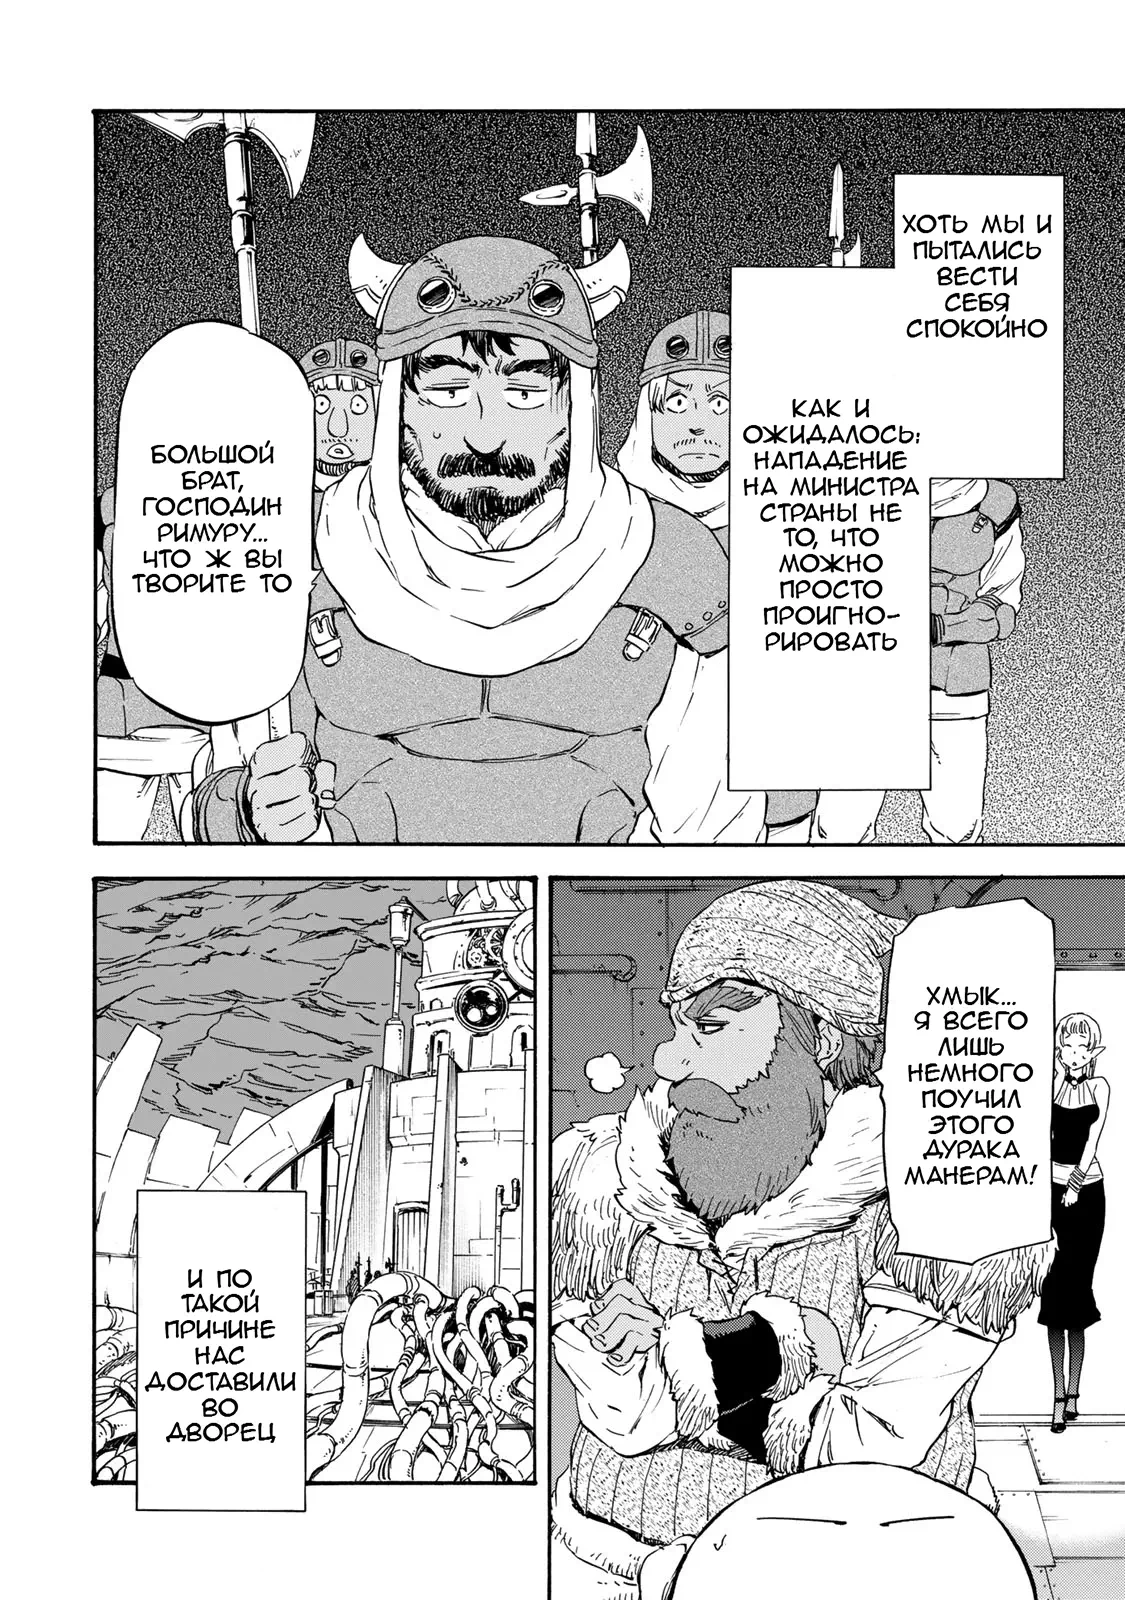 ХОТЬ МЫ И
ПЫТАЛИСЬ
ВЕСТИ
СЕБЯ
СПОКОЙНО
КАК И
ОЖИДАЛОСЬ:
НАПАДЕНИЕ
НА МИНИСТРА
СТРАНЫ НЕ
ТО, ЧТО
МОЖНО
ПРОСТО
ПРОИГНО-
РИРОВАТЬ
БОЛЬШОЙ
БРАТ,
ГОСПОДИН
РИМУРУ...
ЧТО Ж ВЫ
ТВОРИТЕ ТО
ХМЫК...
Я ВСЕГО
ЛИШЬ
НЕМНОГО
ПОУЧИЛ
ЭТОГО
ДУРАКА
МАНЕРАМ!
И ПО
ТАКОЙ
ПРИЧИНЕ
НАС
ДОСТАВИЛИ
ВО
ДВОРЕЦ